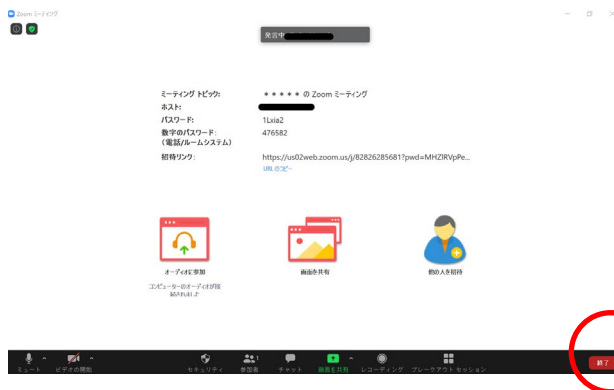 Zoom ミーティング
発言中:
ミーティング トピック: ＊＊＊＊＊ の Zoom ミーティング
ホスト:
パスワード: 1Lxia2
数字のパスワード: 476582
(電話/ルームシステム)
招待リンク: https://us02web.zoom.us/j/82826285681?pwd=MHZIRVpPe...
URL のコピー
オーディオに参加 画面を共有 他の人を招待
コンピューターのオーディオが接
続されました
1
ミュート ビデオの開始 セキュリティ 参加者 チャット 画面を共有 レコーディング ブレークアウト セッション 終了